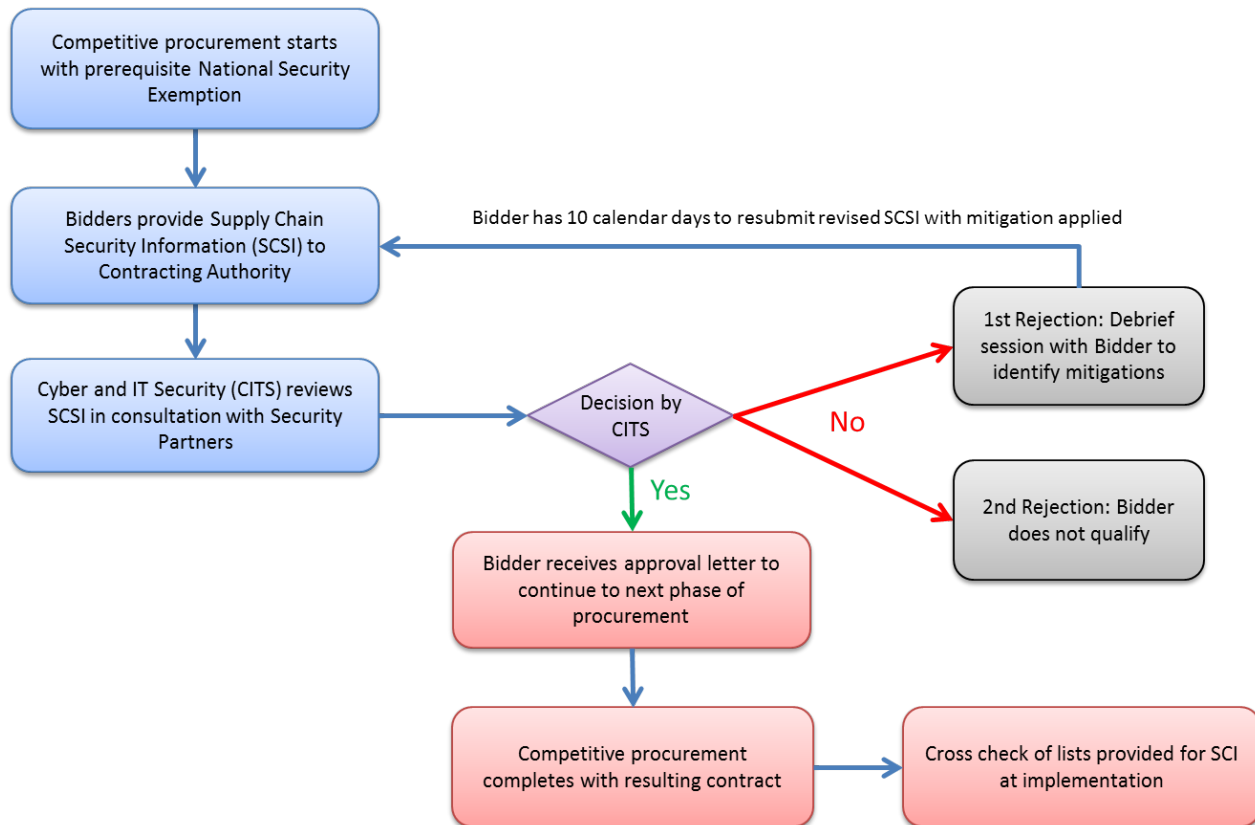 Competitive procurement starts
with prerequisite National Security
Exemption
Bidders provide Supply Chain
Security Information (SCSI) to
Contracting Authority
Bidder has 10 calendar days to resubmit revised SCSI with mitigation applied
Cyber and IT Security (CITS) reviews
SCSI in consultation with Security
Partners
Decision by
CITS
1st Rejection: Debrief
session with Bidder to
identify mitigations
No
2nd Rejection: Bidder
does not qualify
Yes
Bidder receives approval letter to
continue to next phase of
procurement
Competitive procurement
completes with resulting contract
Cross check of lists provided for SCI
at implementation